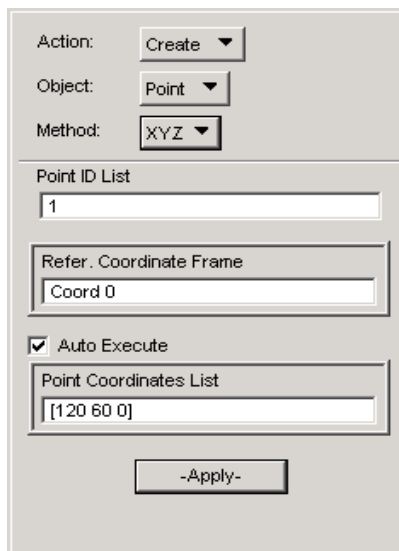 Action: Create
Object: Point
Method: XYZ
Point ID List
1
Refer. Coordinate Frame
Coord 0
Auto Execute
Point Coordinates List
[120 60 0]
-Apply-